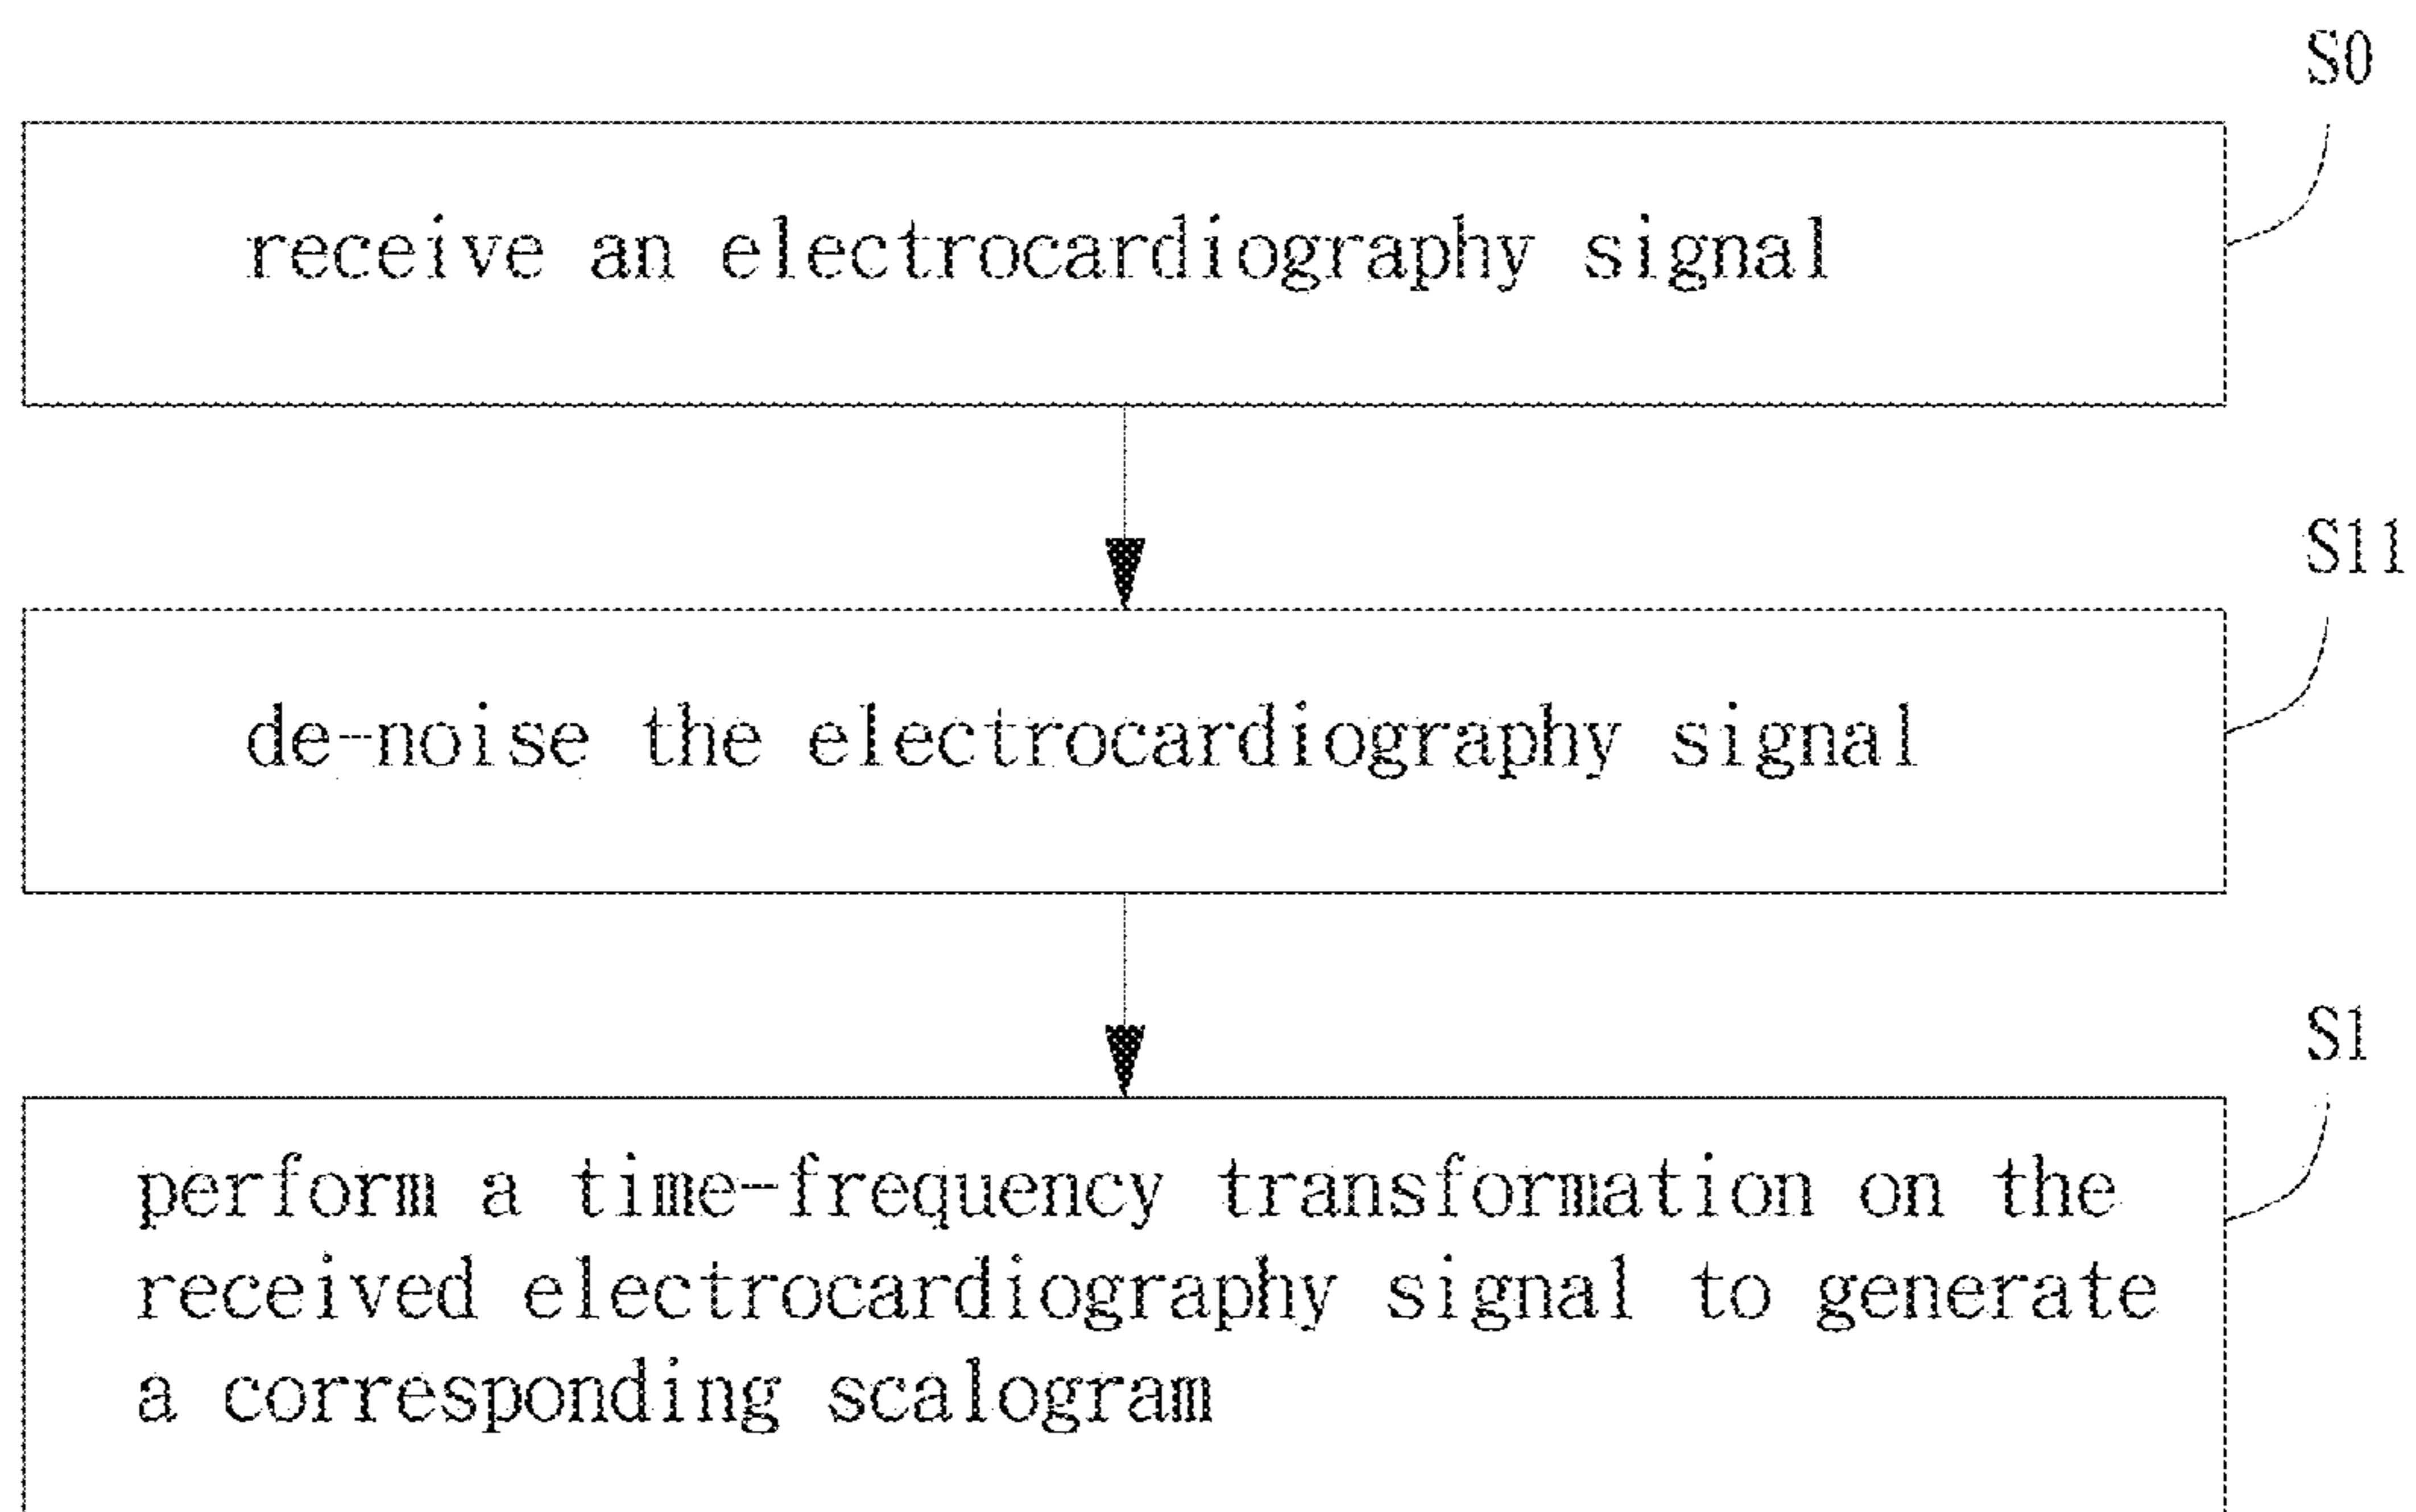 S0
receive an electrocardiography signal
S11
de-noise the electrocardiography signal
S1
perform a time-frequency transformation on the
received electrocardiography signal to generate
a corresponding scalogram